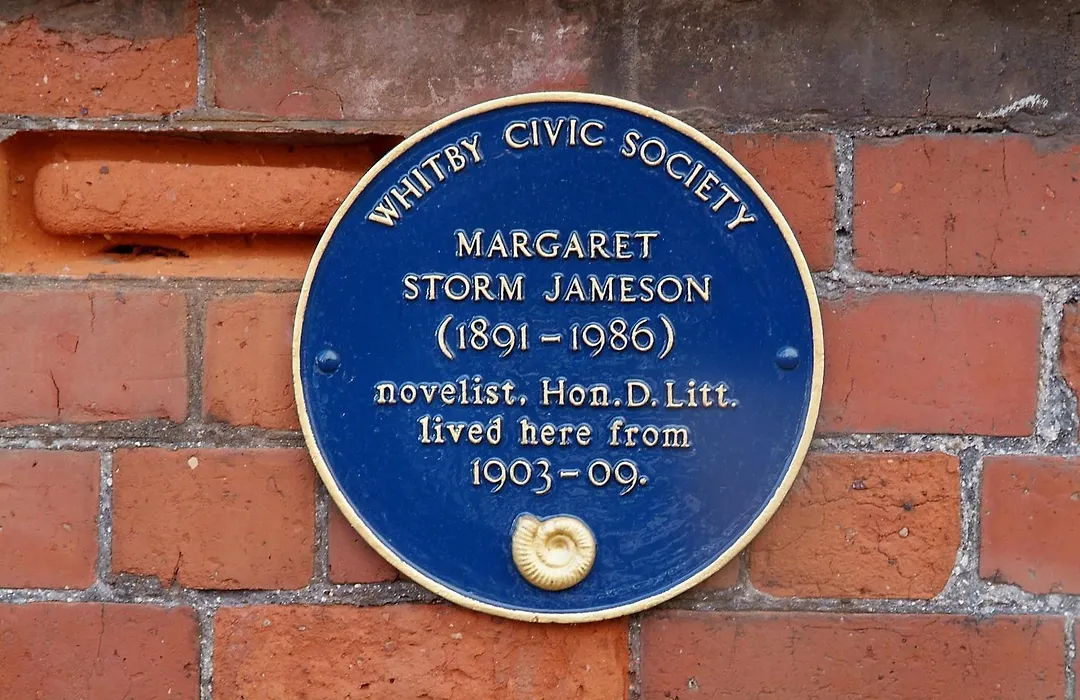 WHITBY CIVIC SOCIETY
MARGARET
STORM JAMESON
(1891-1986)
novelist. Hon.D.Litt.
lived here from
1903-09.